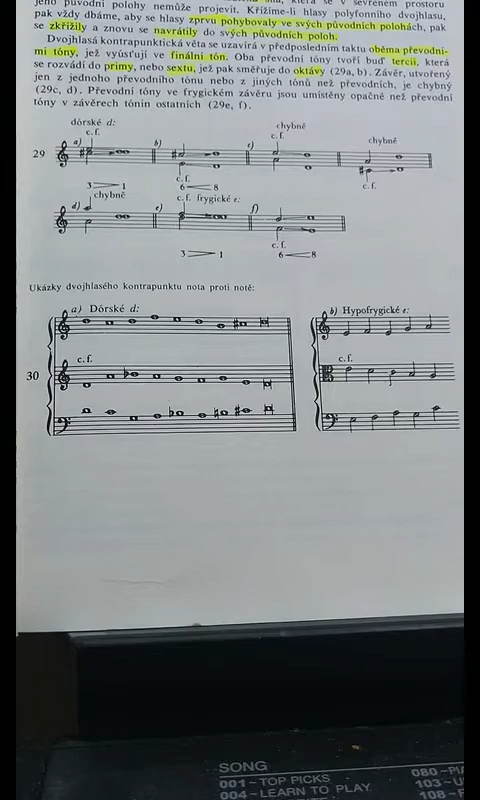 jeho původní polohy nemůže projevit. Kříží-li hlasy polyfonního dvojhlasu,
pak vždy dbáme, aby se hlasy zprvu pohybovaly ve svých původních polohách, pak
se zkřížily a znovu se navrátily do svých původních poloh.
Dvojhlasá kontrapunktická věta se uzavírá v předposledním taktu oběma převodní-
mi tóny, jež vyúsťují ve finální tón. Oba převodní tóny tvoří buď tercii, která
se rozvádí do primy, nebo sextu, jež pak směřuje do oktávy (29a, b). Závěr, utvořený
jen z jednoho převodního tónu nebo z jiných tónů než převodních, je chybný
(29c, d). Převodní tóny ve frygickém závěru jsou umístěny opačně než převodní
tóny v závěrech tónin ostatních (29e, f).
dórské d:
c.f.
chybně
c.f.
chybně
29
a)
b)
c)
3 1
c.f.
6 8
c.f.
chybně
c.f. frygické e:
d)
e)
f)
3 1
c.f.
6 8
Ukázky dvojhlasého kontrapunktu nota proti notě:
a) Dórské d:
b) Hypofrygické e:
c.f.
c.f.
30
SONG
001~TOP PICKS
004~LEARN TO PLAY
080~PI
103~U
108~F